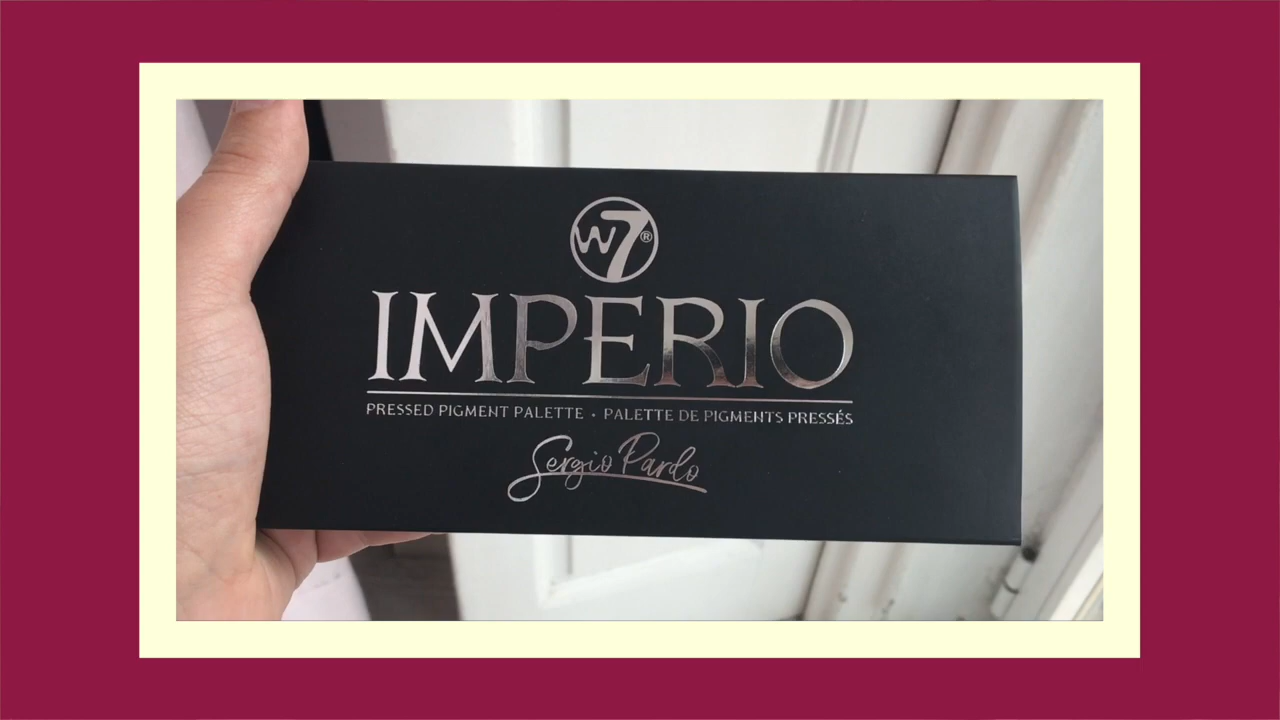 W7®
IMPERIO
PRESSED PIGMENT PALETTE • PALETTE DE PIGMENTS PRESSÉS
Sergio Pardo